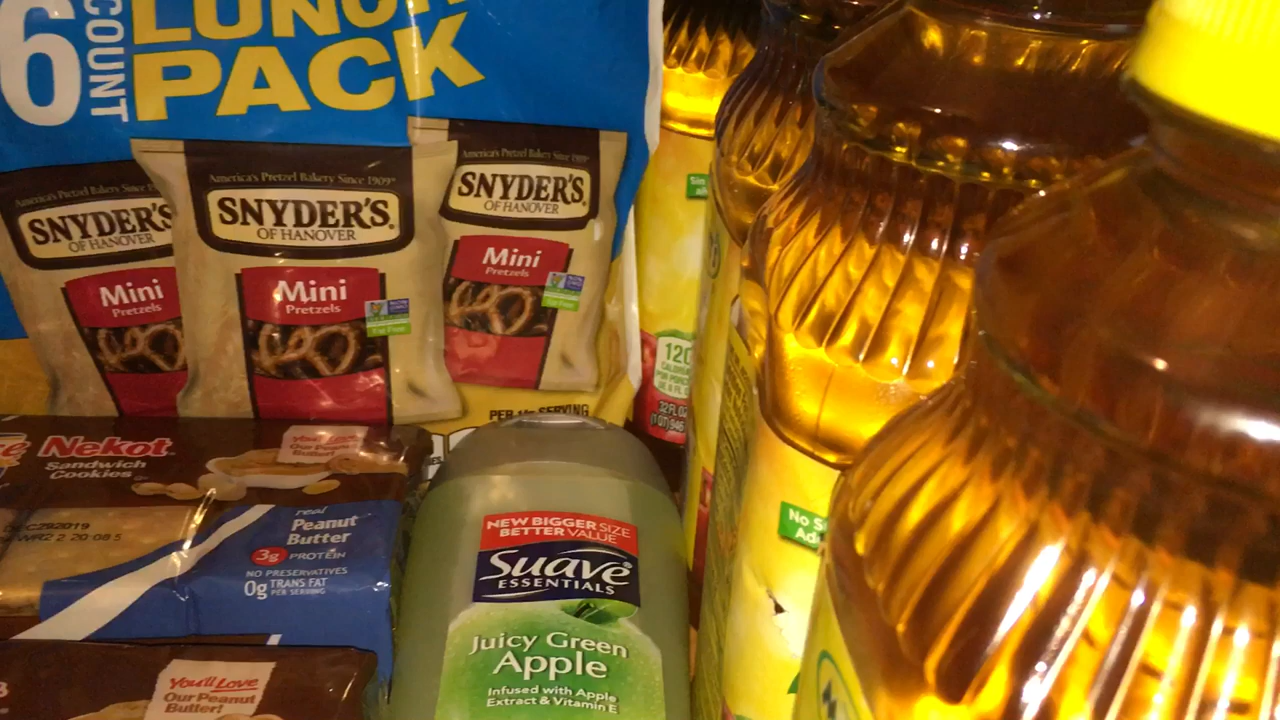 6 COUNT
LUNCH
PACK
America's Pretzel Bakery Since 1909
SNYDER'S
OF HANOVER
Mini
Pretzels
America's Pretzel Bakery Since 1909
SNYDER'S
OF HANOVER
Mini
Pretzels
Fat Free
America's Pretzel Bakery Since 1909
SNYDER'S
OF HANOVER
Mini
Pretzels
Fat Free
PER
SERVING
Nekot
Sandwich
Cookies
You'll Love
Our Peanut
Butter!
real
Peanut
Butter
3g PROTEIN
NO PRESERVATIVES
0g TRANS FAT
PER SERVING
You'll Love
Our Peanut
Butter!
NEW BIGGER SIZE
BETTER VALUE
Suave
ESSENTIALS
Juicy Green
Apple
Infused with Apple
Extract & Vitamin E
120
32 FL
No